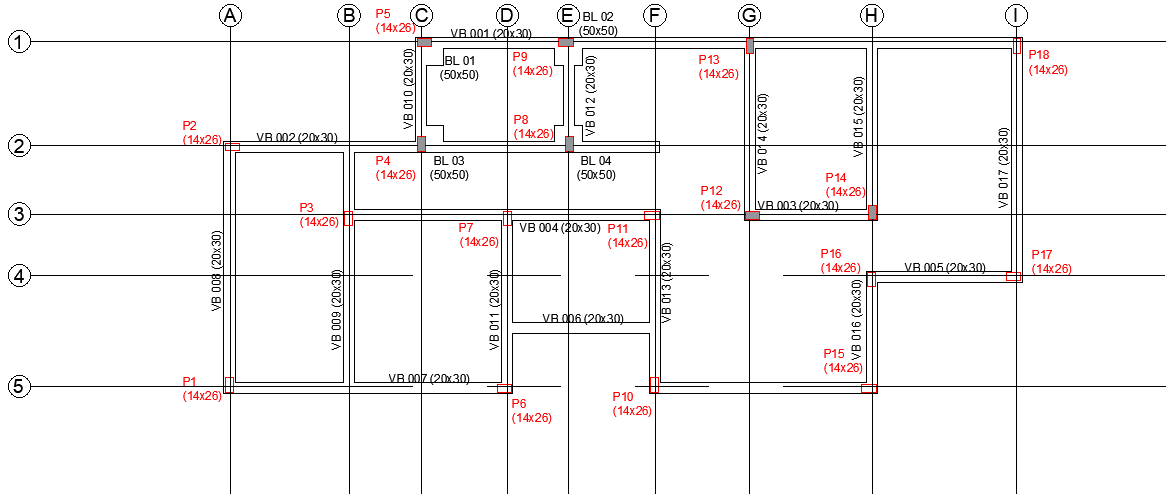 A B C D E F G H I
P5
(14x26)
BL 02
(50x50)
VB 001 (20x30)
1
P9
(14x26)
BL 01
(50x50)
P13
(14x26)
P18
(14x26)
VB 010 (20x30)
VB 012 (20x30)
VB 014 (20x30)
VB 015 (20x30)
VB 017 (20x30)
P2
(14x26)
VB 002 (20x30)
P8
(14x26)
2
P4
(14x26)
BL 03
(50x50)
BL 04
(50x50)
P12
(14x26)
P14
(14x26)
VB 003 (20x30)
3
P3
(14x26)
P7
(14x26)
VB 004 (20x30)
P11
(14x26)
VB 008 (20x30)
VB 009 (20x30)
VB 011 (20x30)
VB 013 (20x30)
P16
(14x26)
VB 005 (20x30)
P17
(14x26)
4
VB 006 (20x30)
VB 016 (20x30)
P15
(14x26)
5
P1
(14x26)
VB 007 (20x30)
P6
(14x26)
P10
(14x26)